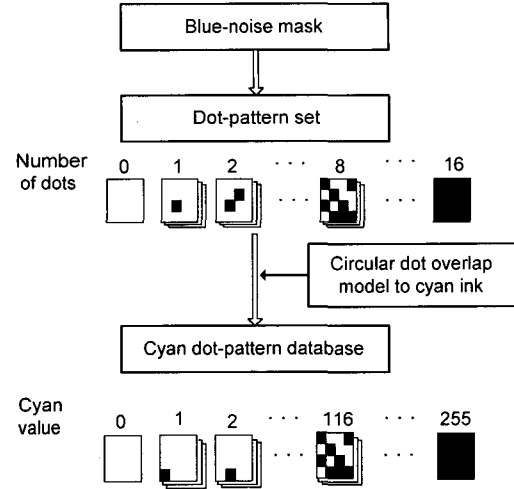 Blue-noise mask
Dot-pattern set
Number
of dots
0 1 2 ···· 8 ···· 16
···· ····
Circular dot overlap
model to cyan ink
Cyan dot-pattern database
Cyan
value
0 1 2 ···· 116 ···· 255
···· ····